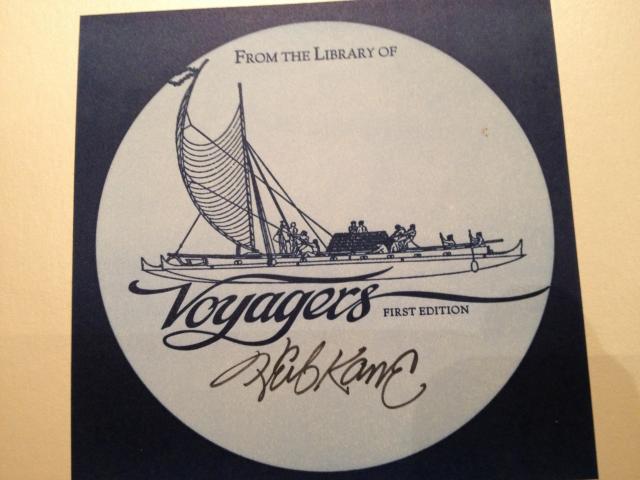 FROM THE LIBRARY OF
Voyagers FIRST EDITION
Herb Kane